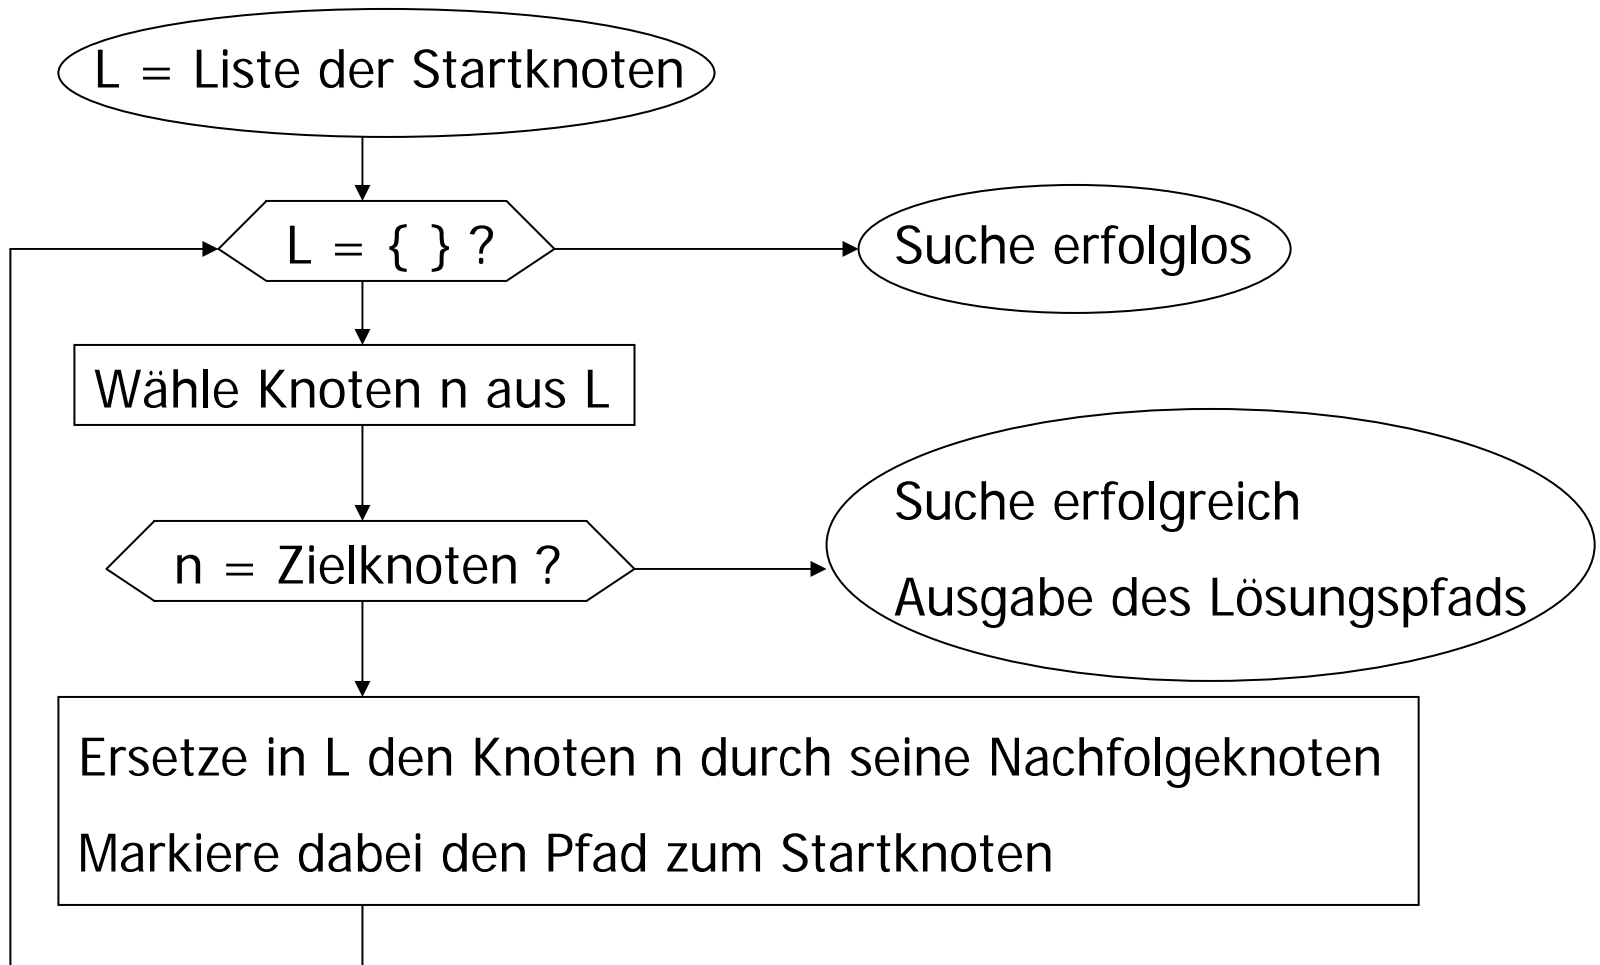 L = Liste der Startknoten
L = { } ?
Suche erfolglos
Wähle Knoten n aus L
n = Zielknoten ?
Suche erfolgreich
Ausgabe des Lösungspfads
Ersetze in L den Knoten n durch seine Nachfolgeknoten
Markiere dabei den Pfad zum Startknoten